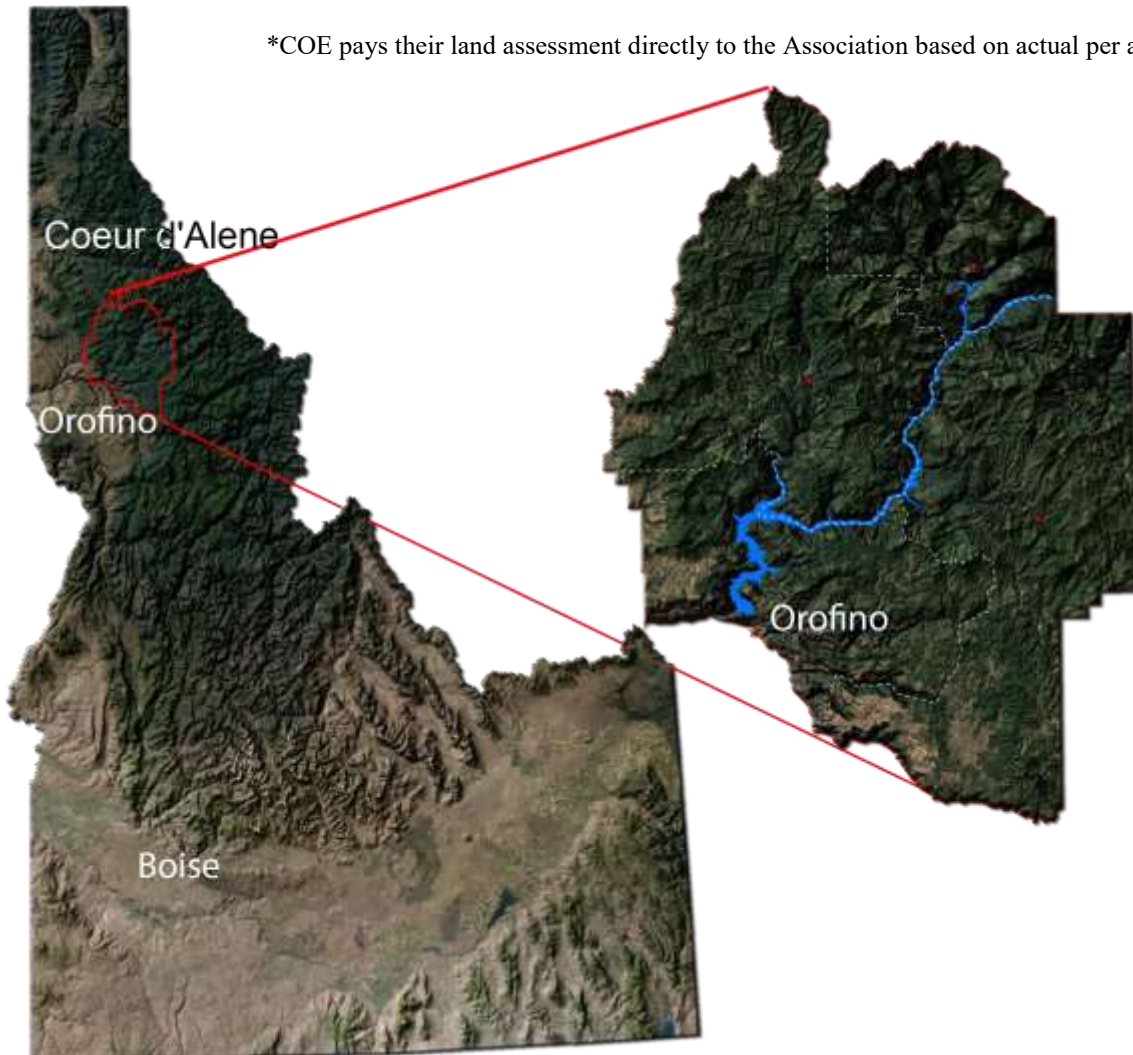 *COE pays their land assessment directly to the Association based on actual per a
Coeur d'Alene
Orofino
Orofino
Boise